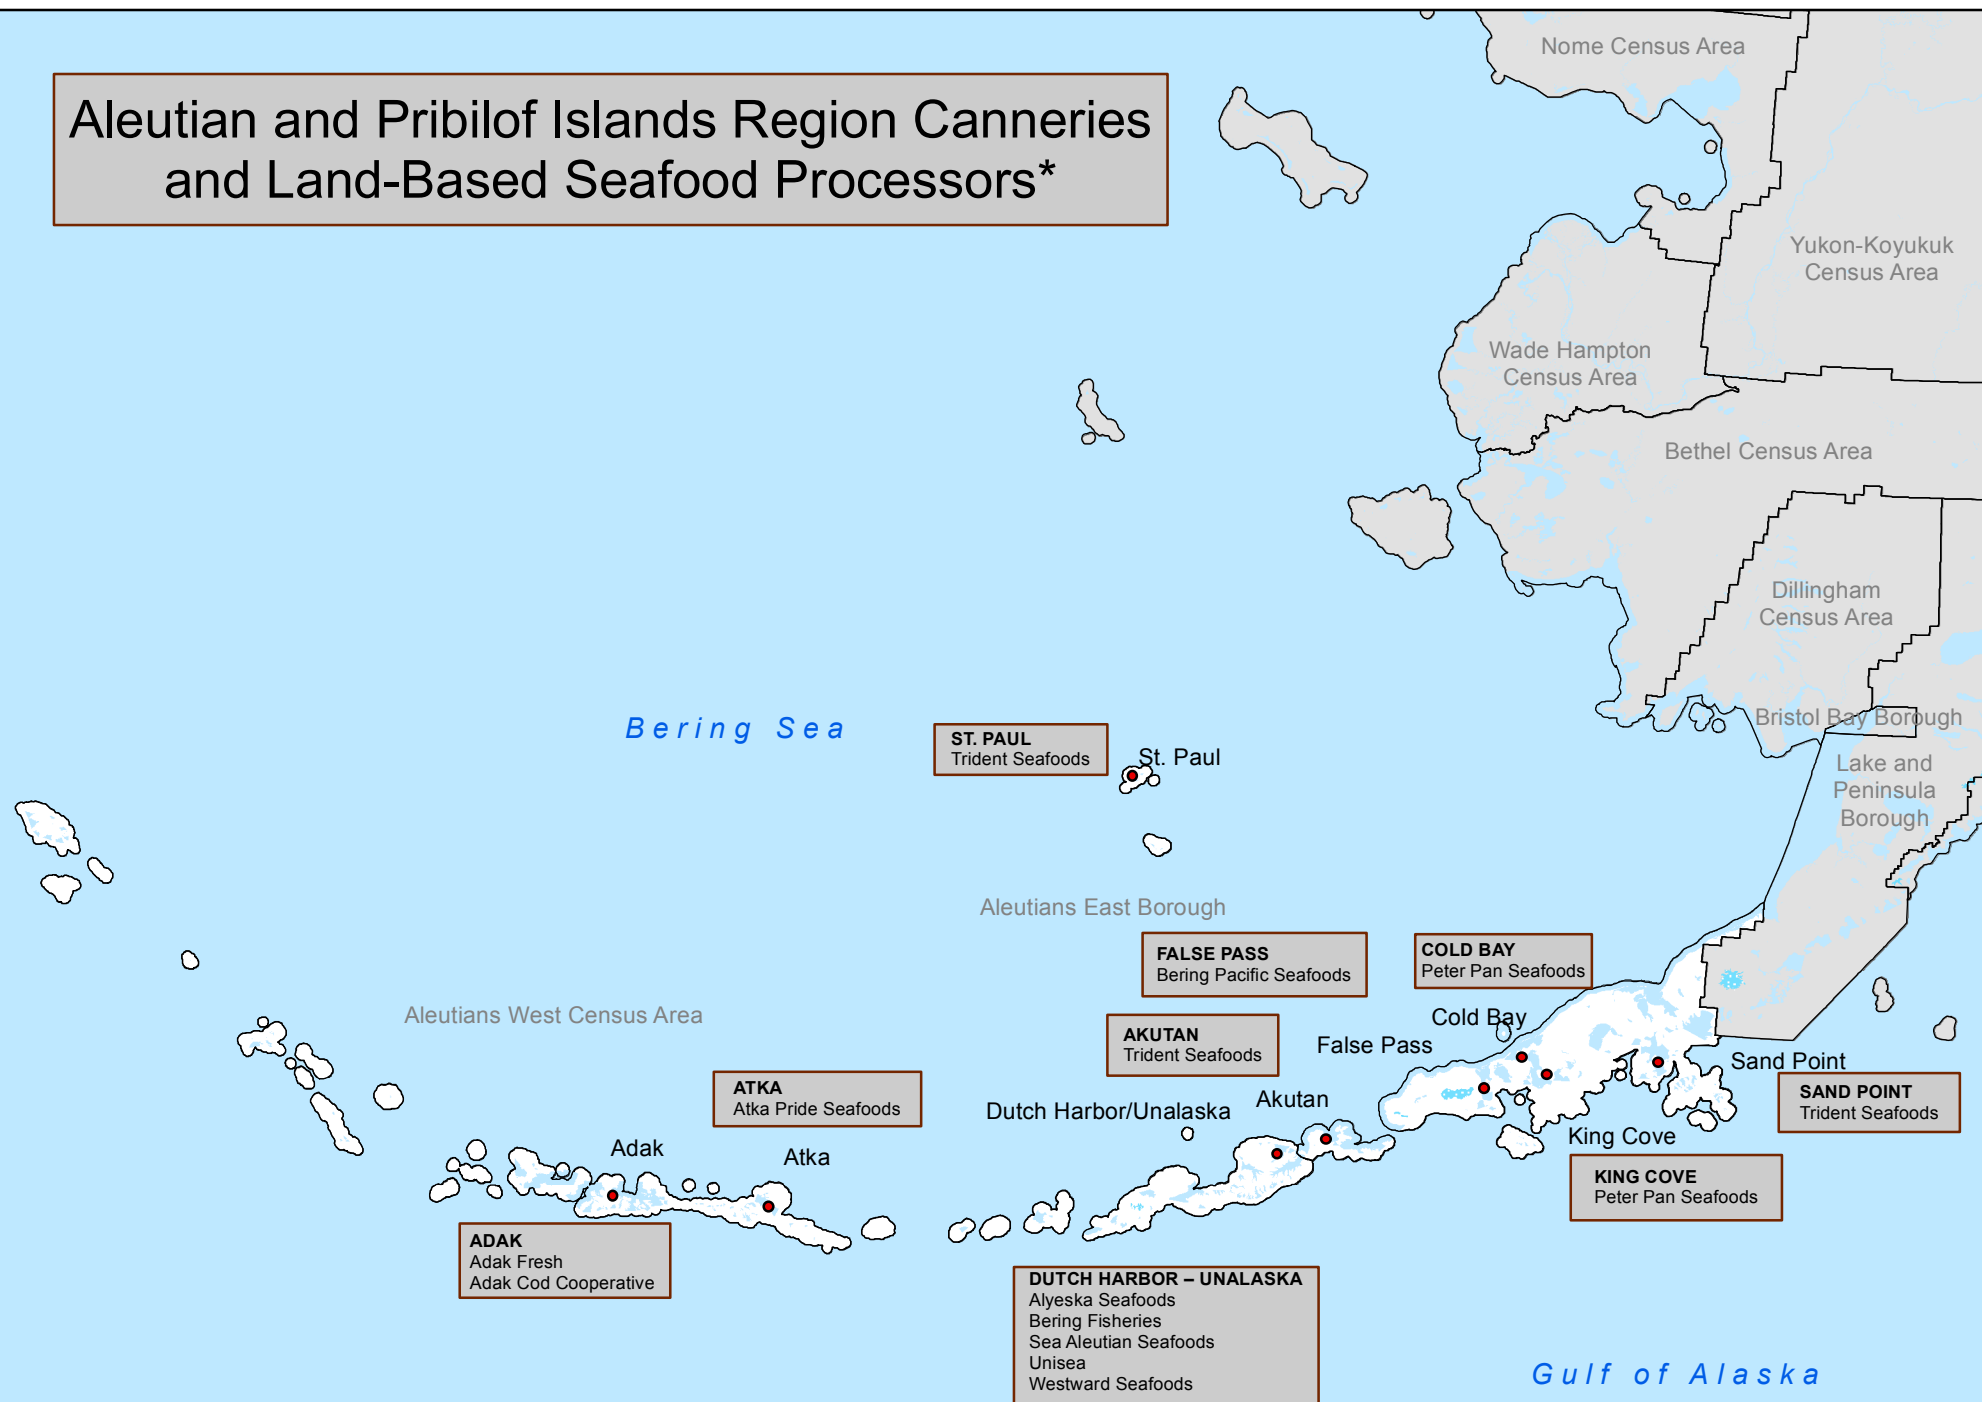 Aleutian and Pribilof Islands Region Canneries
and Land-Based Seafood Processors*
Nome Census Area
Yukon-Koyukuk
Census Area
Wade Hampton
Census Area
Bethel Census Area
Dillingham
Census Area
Bristol Bay Borough
Lake and
Peninsula
Borough
Bering Sea
ST. PAUL
Trident Seafoods
St. Paul
Aleutians East Borough
FALSE PASS
Bering Pacific Seafoods
COLD BAY
Peter Pan Seafoods
Aleutians West Census Area
AKUTAN
Trident Seafoods
Cold Bay
False Pass
Sand Point
SAND POINT
Trident Seafoods
ATKA
Atka Pride Seafoods
Dutch Harbor/Unalaska
Akutan
King Cove
KING COVE
Peter Pan Seafoods
Adak
Atka
ADAK
Adak Fresh
Adak Cod Cooperative
DUTCH HARBOR – UNALASKA
Alyeska Seafoods
Bering Fisheries
Sea Aleutian Seafoods
Unisea
Westward Seafoods
Gulf of Alaska